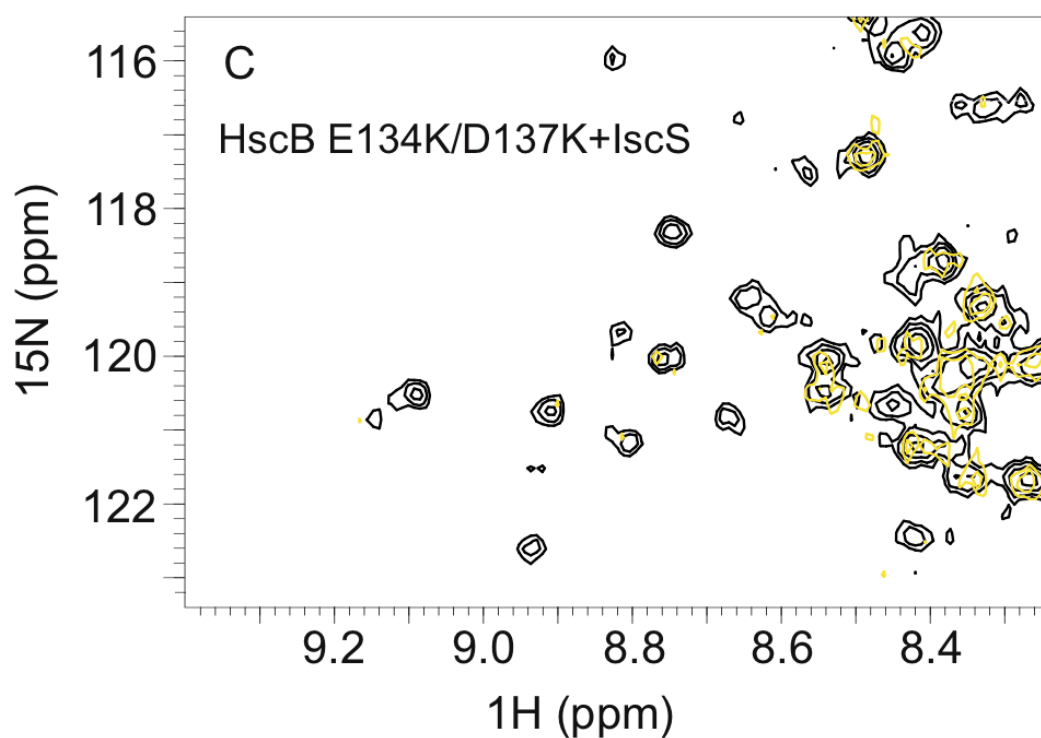 C
HscB E134K/D137K+IscS
116
118
120
122
15N (ppm)
9.2 9.0 8.8 8.6 8.4
1H (ppm)